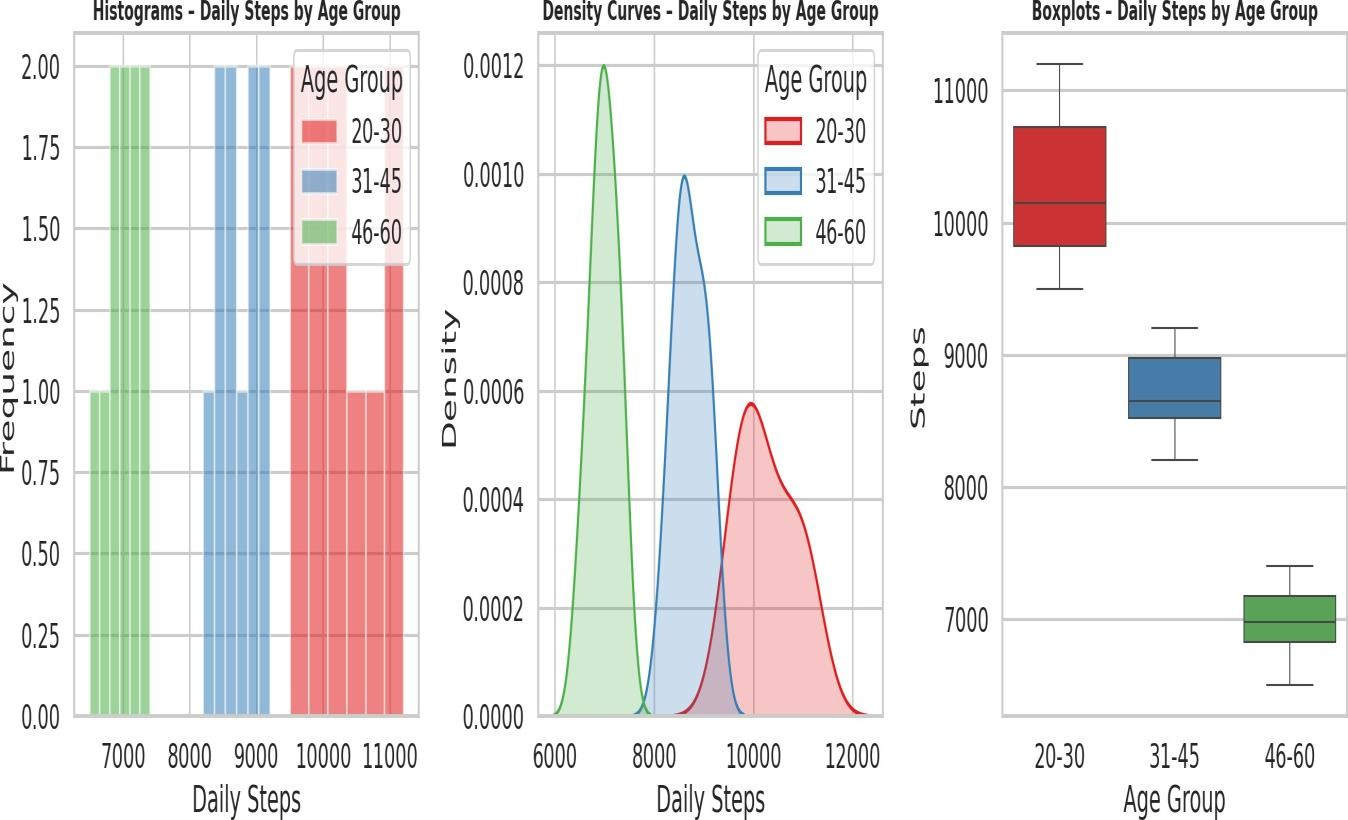 Histograms – Daily Steps by Age Group
2.00
1.75
1.50
1.25
1.00
0.75
0.50
0.25
0.00
Frequency
7000 8000 9000 10000 11000
Daily Steps
Age Group
20-30
31-45
46-60
Density Curves – Daily Steps by Age Group
0.0012
0.0010
0.0008
0.0006
0.0004
0.0002
0.0000
Density
6000 8000 10000 12000
Daily Steps
Age Group
20-30
31-45
46-60
Boxplots – Daily Steps by Age Group
11000
10000
9000
8000
7000
Steps
20-30 31-45 46-60
Age Group